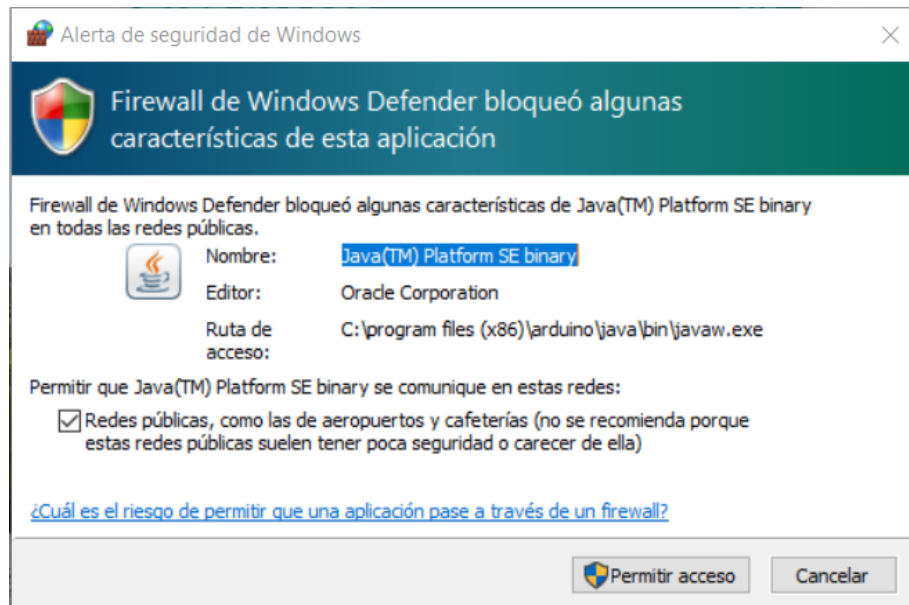 Alerta de seguridad de Windows
Firewall de Windows Defender bloqueó algunas
características de esta aplicación
Firewall de Windows Defender bloqueó algunas características de Java(TM) Platform SE binary
en todas las redes públicas.
Nombre: Java(TM) Platform SE binary
Editor: Oracle Corporation
Ruta de C:\program files (x86)\arduino\java\bin\javaw.exe
acceso:
Permitir que Java(TM) Platform SE binary se comunique en estas redes:
Redes públicas, como las de aeropuertos y cafeterías (no se recomienda porque
estas redes públicas suelen tener poca seguridad o carecer de ella)
¿Cuál es el riesgo de permitir que una aplicación pase a través de un firewall?
Permitir acceso Cancelar